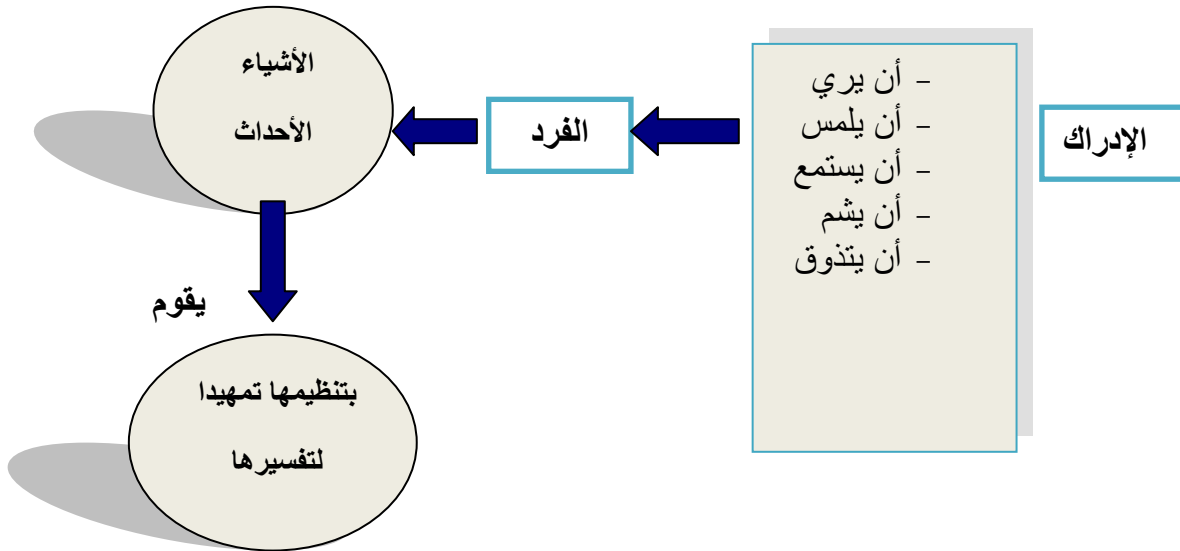 الإدراك
- أن يري
- أن يلمس
- أن يستمع
- أن يشم
- أن يتذوق
الفرد
الأشياء
الأحداث
يقوم
بتنظيمها تمهيدا
لتفسيرها